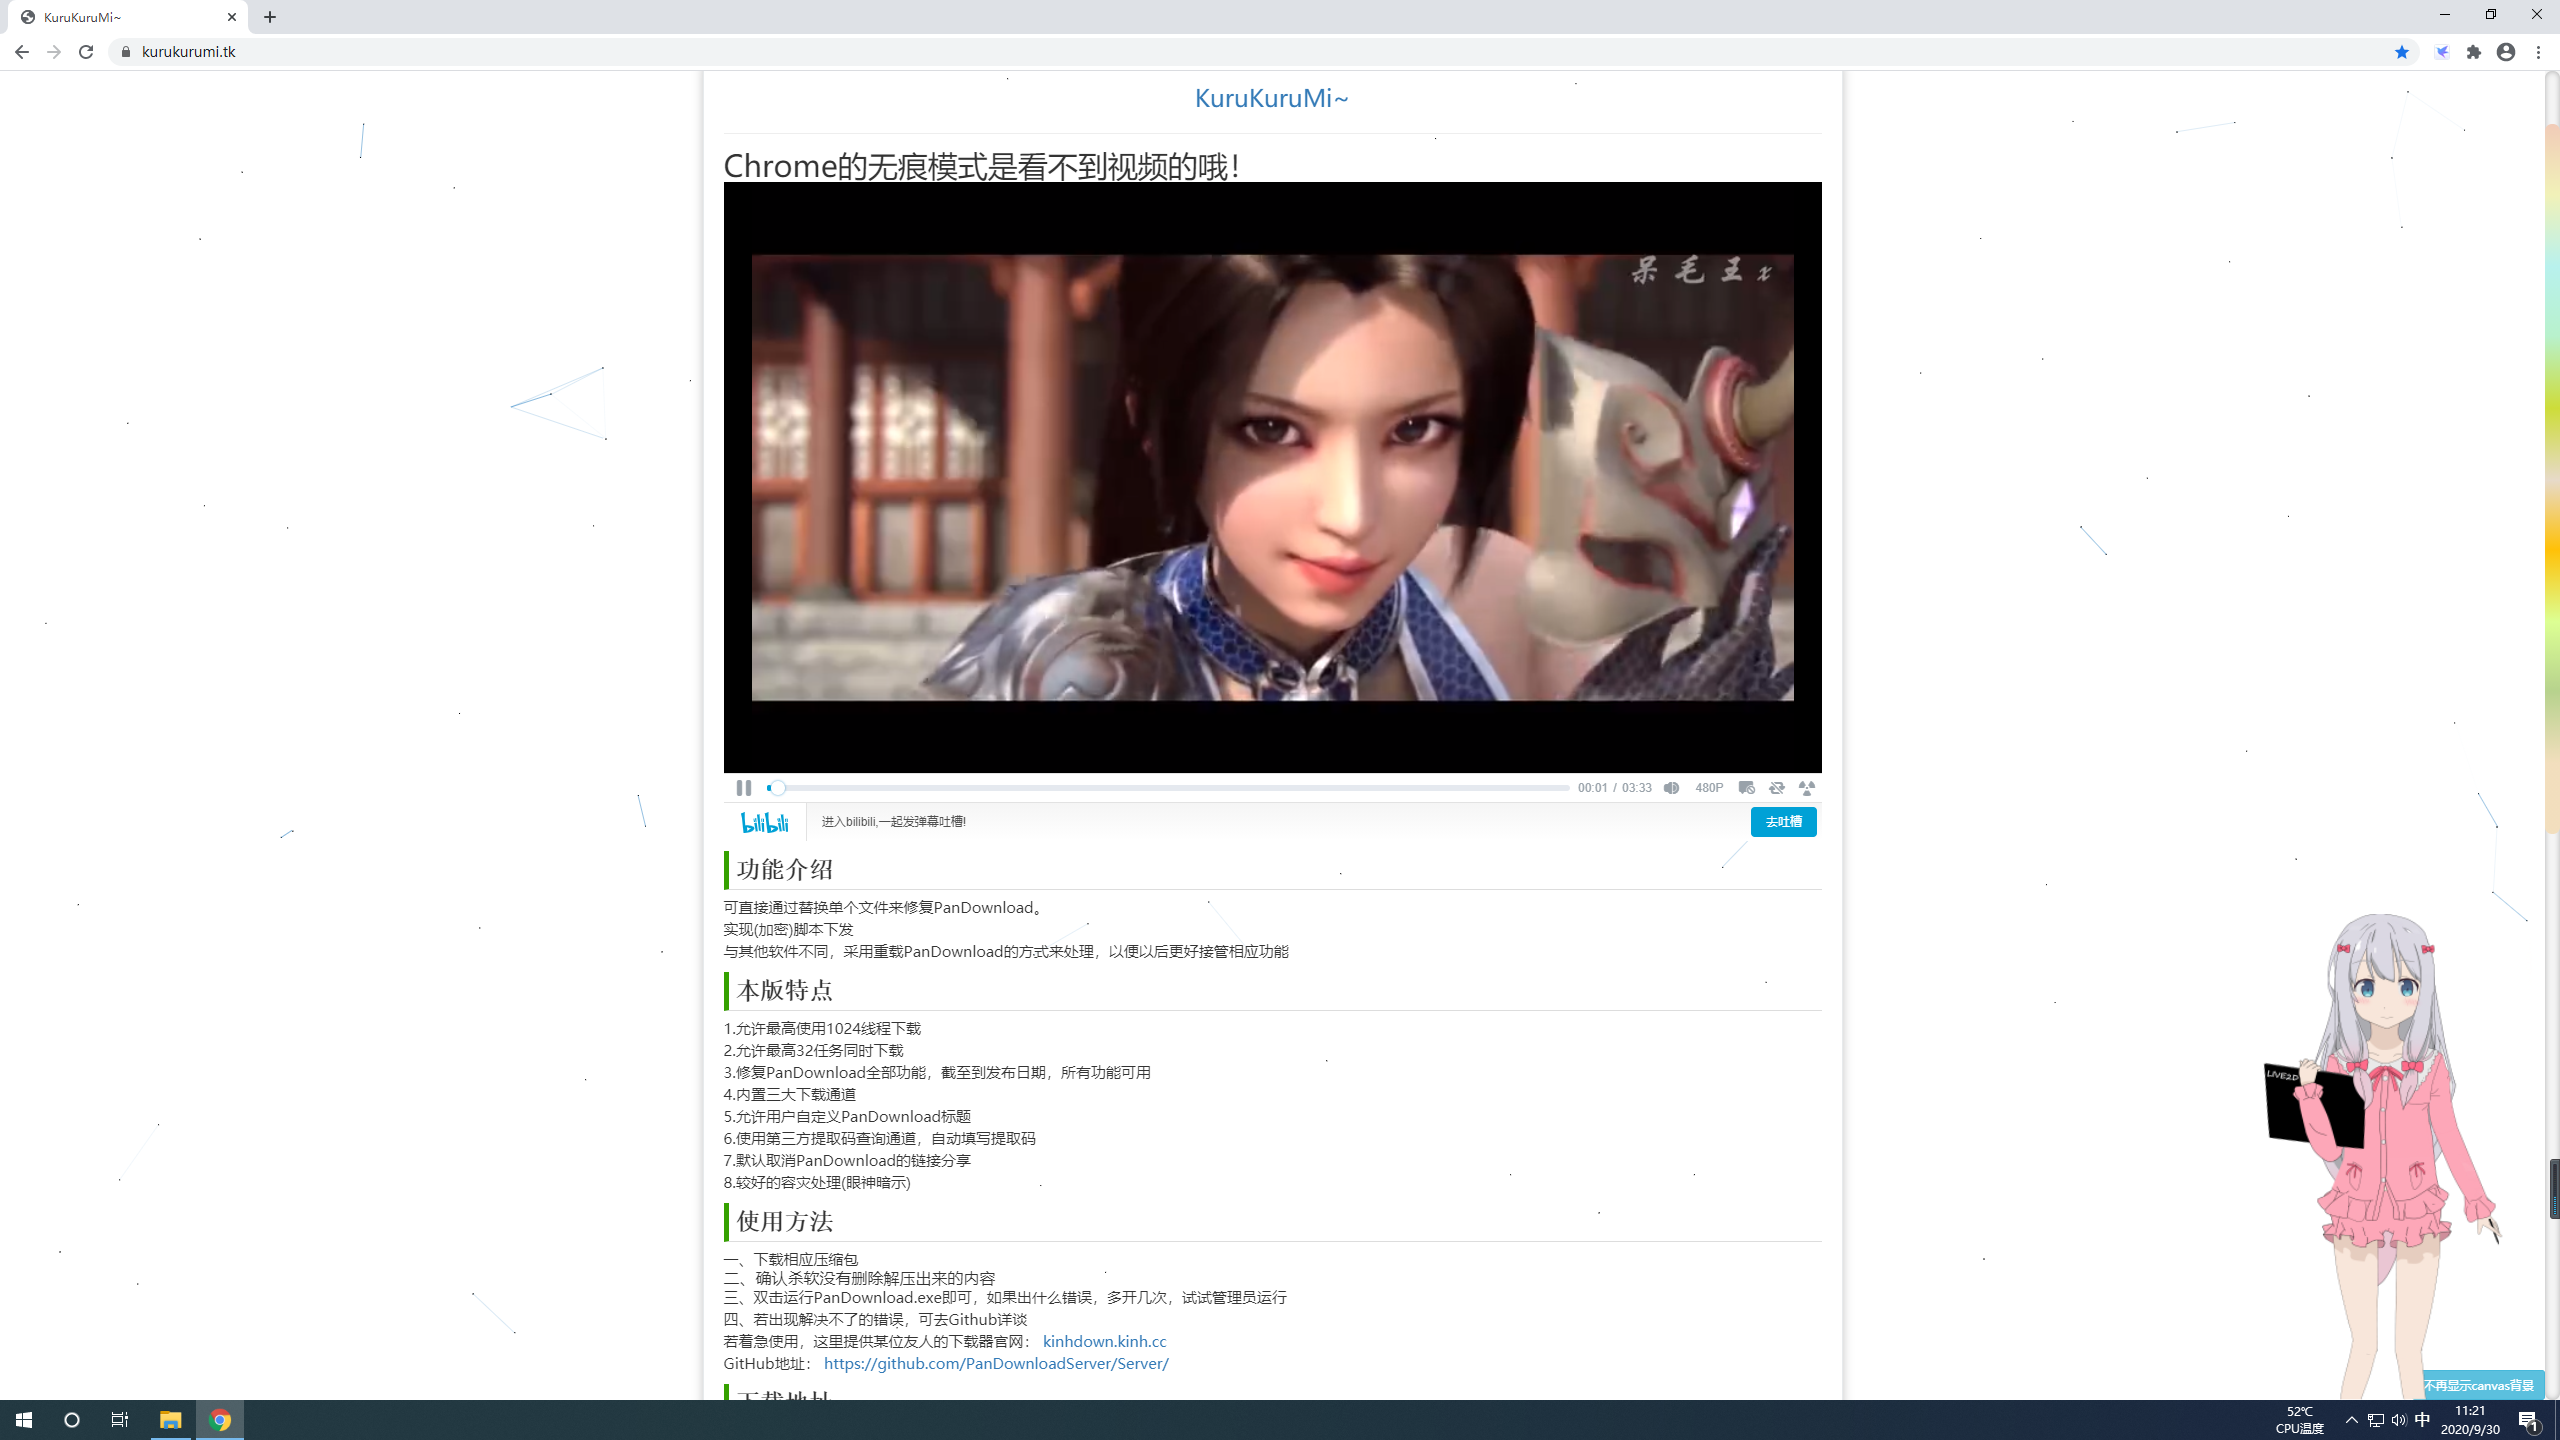 KuruKuruMi~
kurukurumi.tk
KuruKuruMi~
Chrome的无痕模式是看不到视频的哦！
呆毛王x
00:01 / 03:33
480P
bilibili
进入bilibili,一起发弹幕吐槽!
去吐槽
功能介绍
可直接通过替换单个文件来修复PanDownload。
实现(加密)脚本下发
与其他软件不同，采用重载PanDownload的方式来处理，以便以后更好接管相应功能
本版特点
1.允许最高使用1024线程下载
2.允许最高32任务同时下载
3.修复PanDownload全部功能，截至到发布日期，所有功能可用
4.内置三大下载通道
5.允许用户自定义PanDownload标题
6.使用第三方提取码查询通道，自动填写提取码
7.默认取消PanDownload的链接分享
8.较好的容灾处理(眼神暗示)
使用方法
一、下载相应压缩包
二、确认杀软没有删除解压出来的内容
三、双击运行PanDownload.exe即可，如果出什么错误，多开几次，试试管理员运行
四、若出现解决不了的错误，可去Github详谈
若着急使用，这里提供某位友人的下载器官网： kinhdown.kinh.cc
GitHub地址： https://github.com/PanDownloadServer/Server/
下载地址
LIVE2D
不再显示canvas背景
52℃
CPU温度
中
11:21
2020/9/30
1